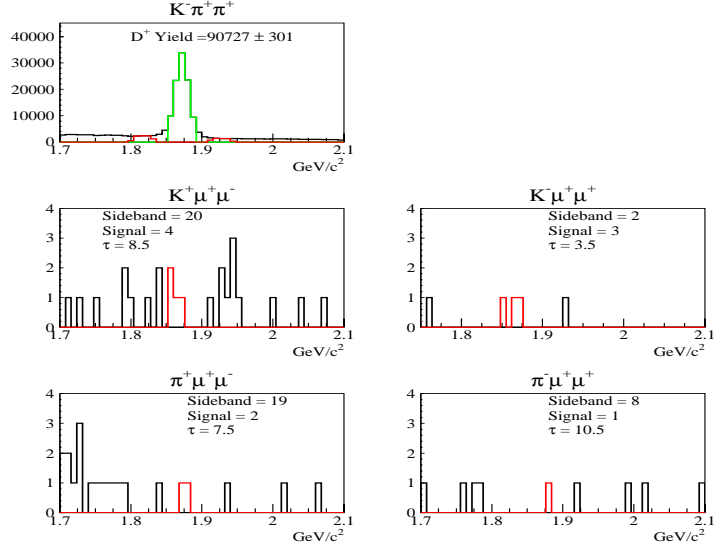 K⁻π⁺π⁺
D⁺ Yield =90727 ± 301
40000
30000
20000
10000
0
1.7 1.8 1.9 2 2.1
GeV/c²
K⁺μ⁺μ⁻
Sideband = 20
Signal = 4
τ = 8.5
4
3
2
1
0
1.7 1.8 1.9 2 2.1
GeV/c²
K⁻μ⁺μ⁺
Sideband = 2
Signal = 3
τ = 3.5
4
3
2
1
0
1.8 1.9 2 2.1
GeV/c²
π⁺μ⁺μ⁻
Sideband = 19
Signal = 2
τ = 7.5
4
3
2
1
0
1.7 1.8 1.9 2 2.1
GeV/c²
π⁻μ⁺μ⁺
Sideband = 8
Signal = 1
τ = 10.5
4
3
2
1
0
1.7 1.8 1.9 2 2.1
GeV/c²